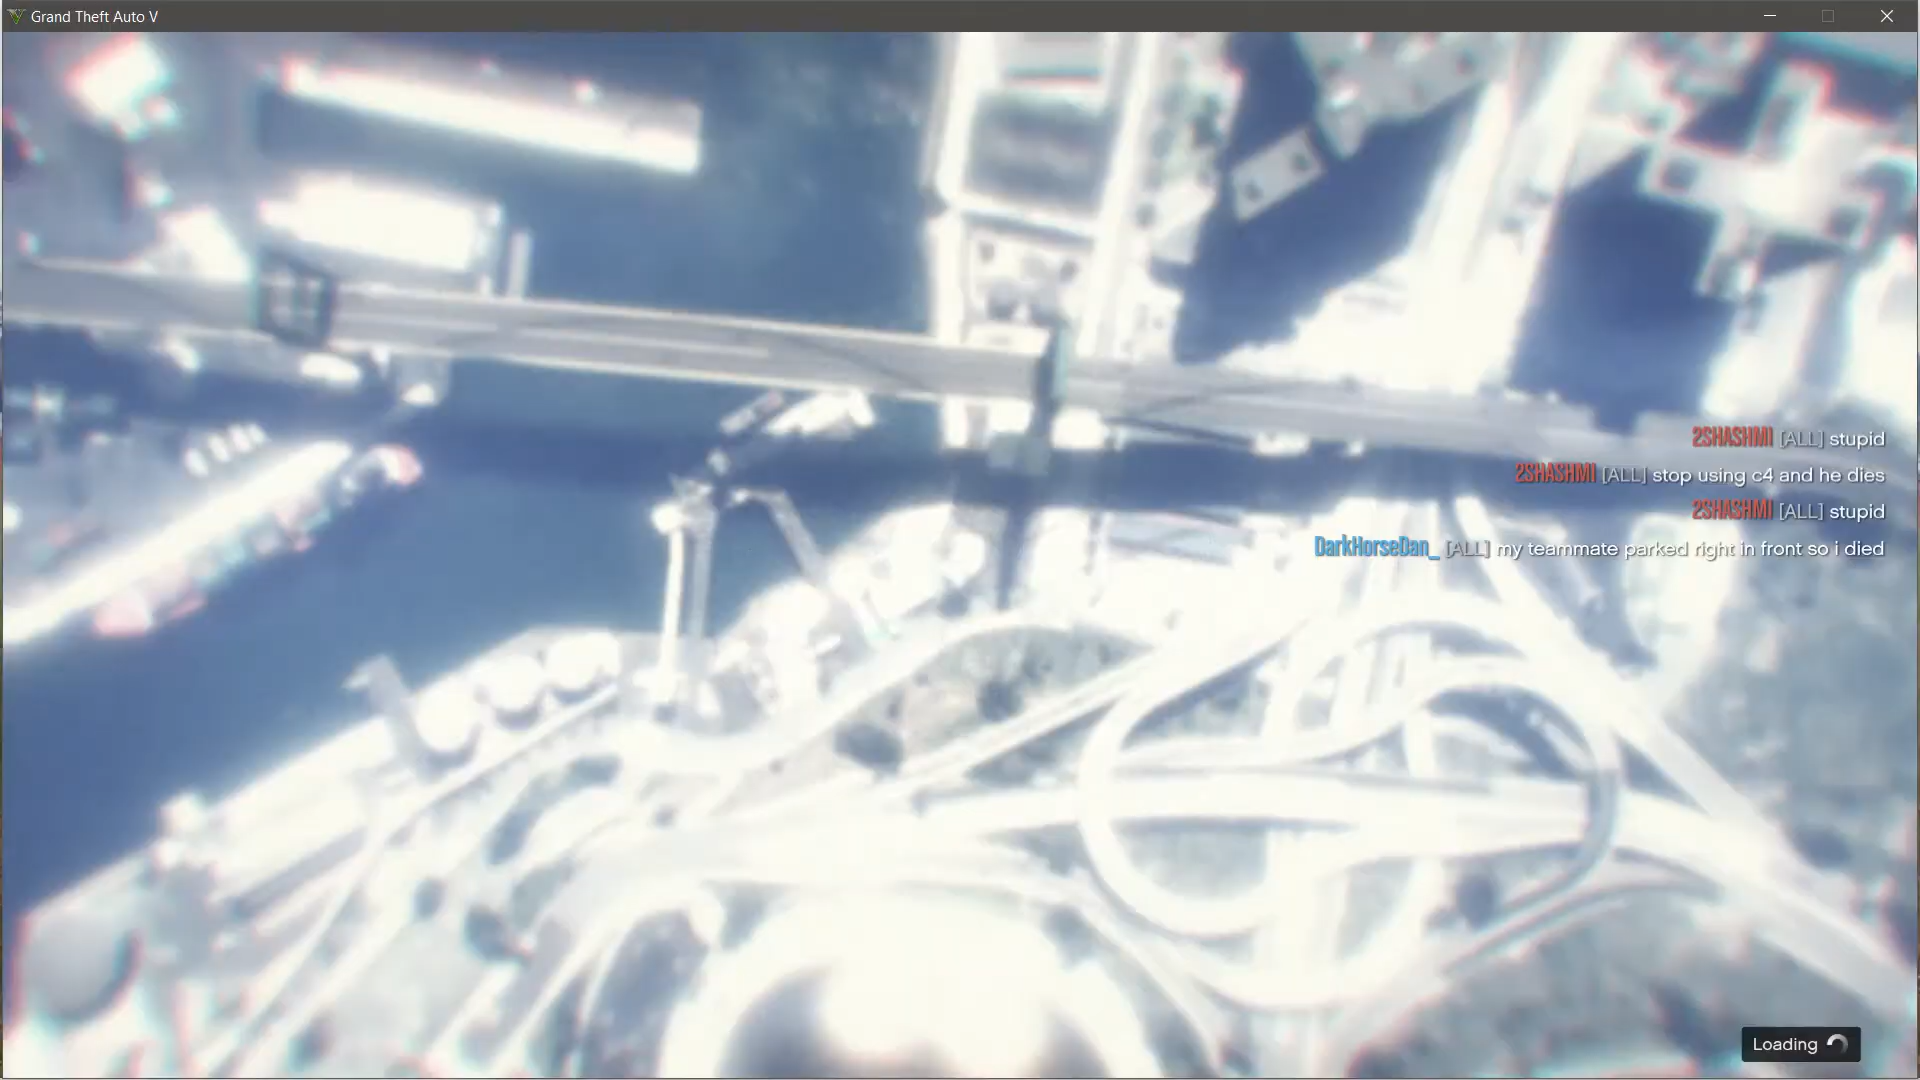 Grand Theft Auto V
2SHASHMI [ALL] stupid
2SHASHMI [ALL] stop using c4 and he dies
2SHASHMI [ALL] stupid
DarkHorseDan_ [ALL] my teammate parked right in front so i died
Loading